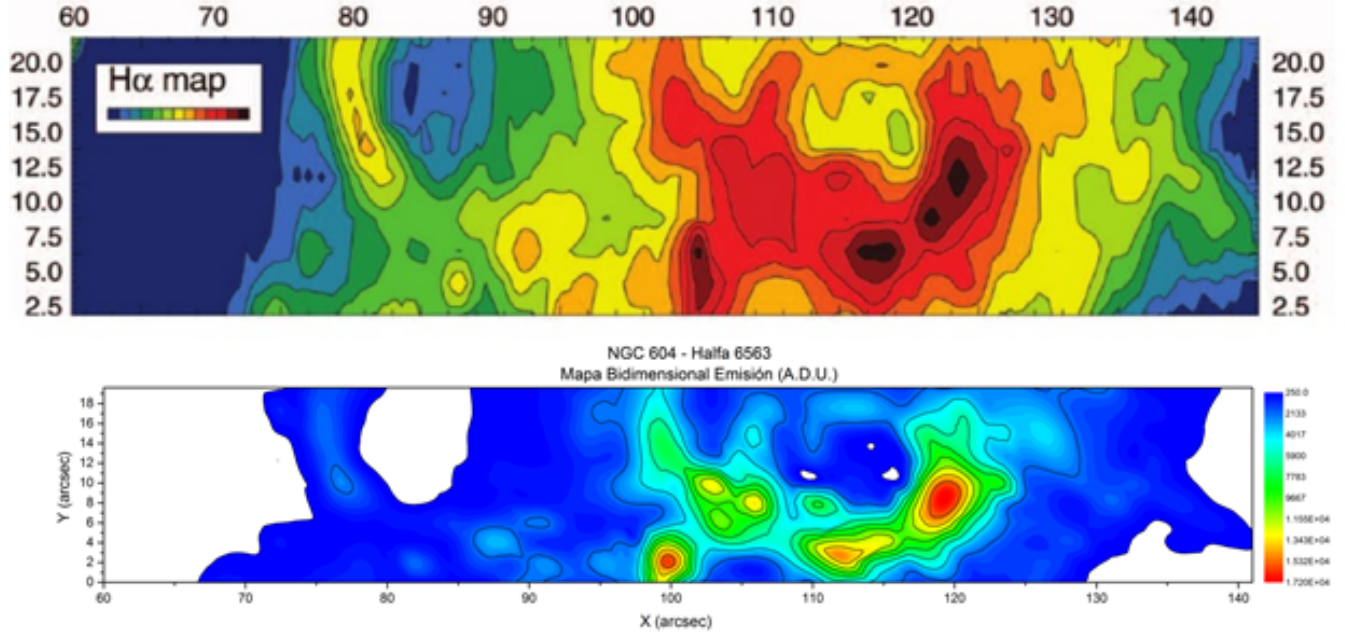 60 70 80 90 100 110 120 130 140
20.0 20.0
Hα map
17.5 17.5
15.0 15.0
12.5 12.5
10.0 10.0
7.5 7.5
5.0 5.0
2.5 2.5
NGC 604 - Halfa 6563
Mapa Bidimensional Emisión (A.D.U.)
Y (arcsec)
18
16
14
12
10
8
6
4
2
0
250.0
2133
4017
5900
7783
9667
1.155E+04
1.343E+04
1.532E+04
1.720E+04
60 70 80 90 100 110 120 130 140
X (arcsec)